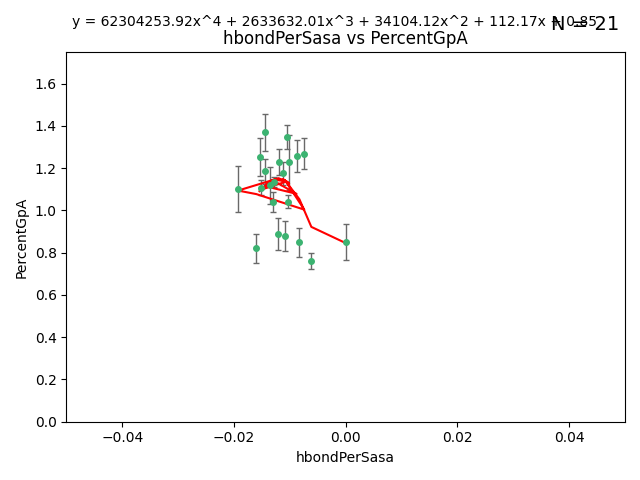 y = 62304253.92x^4 + 2633632.01x^3 + 34104.12x^2 + 112.17x + 0.85
N = 21
hbondPerSasa vs PercentGpA
1.6
1.4
1.2
1.0
0.8
0.6
0.4
0.2
0.0
PercentGpA
−0.04 −0.02 0.00 0.02 0.04
hbondPerSasa